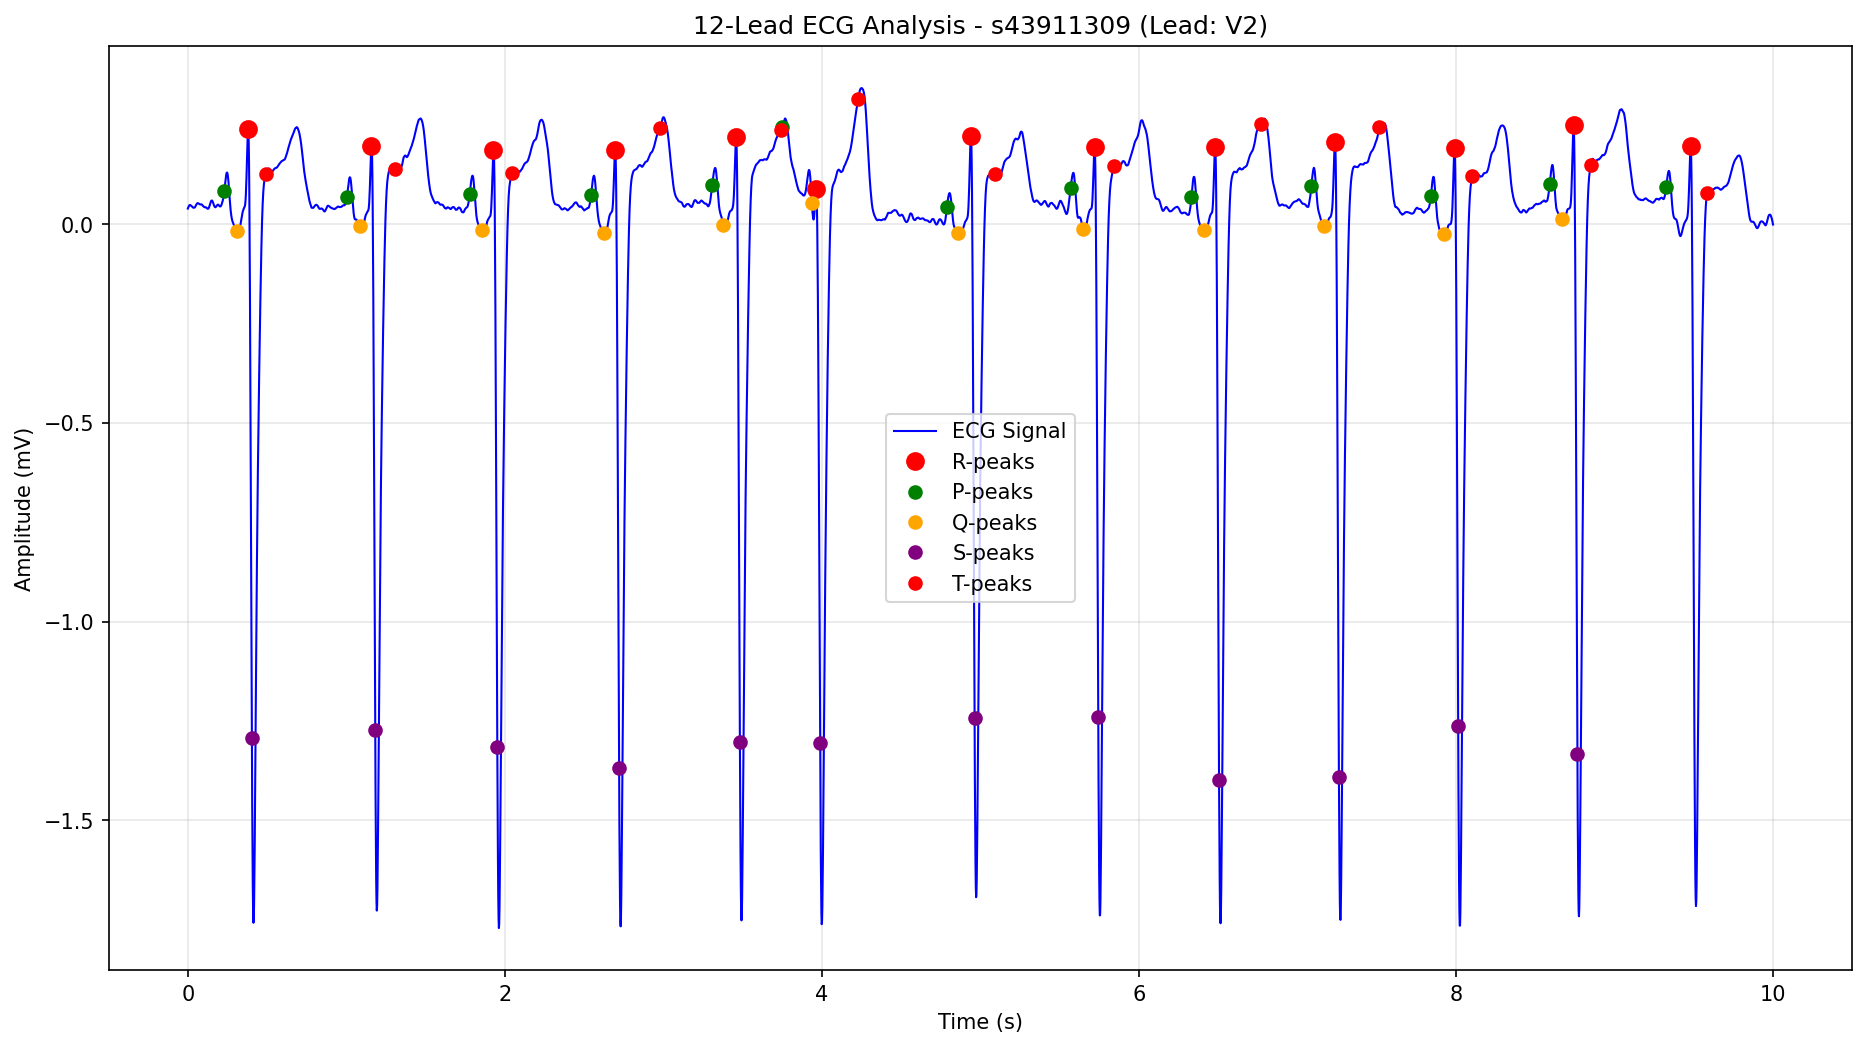 12-Lead ECG Analysis - s43911309 (Lead: V2)
Amplitude (mV)
0.0
−0.5
−1.0
−1.5
ECG Signal
R-peaks
P-peaks
Q-peaks
S-peaks
T-peaks
0 2 4 6 8 10
Time (s)